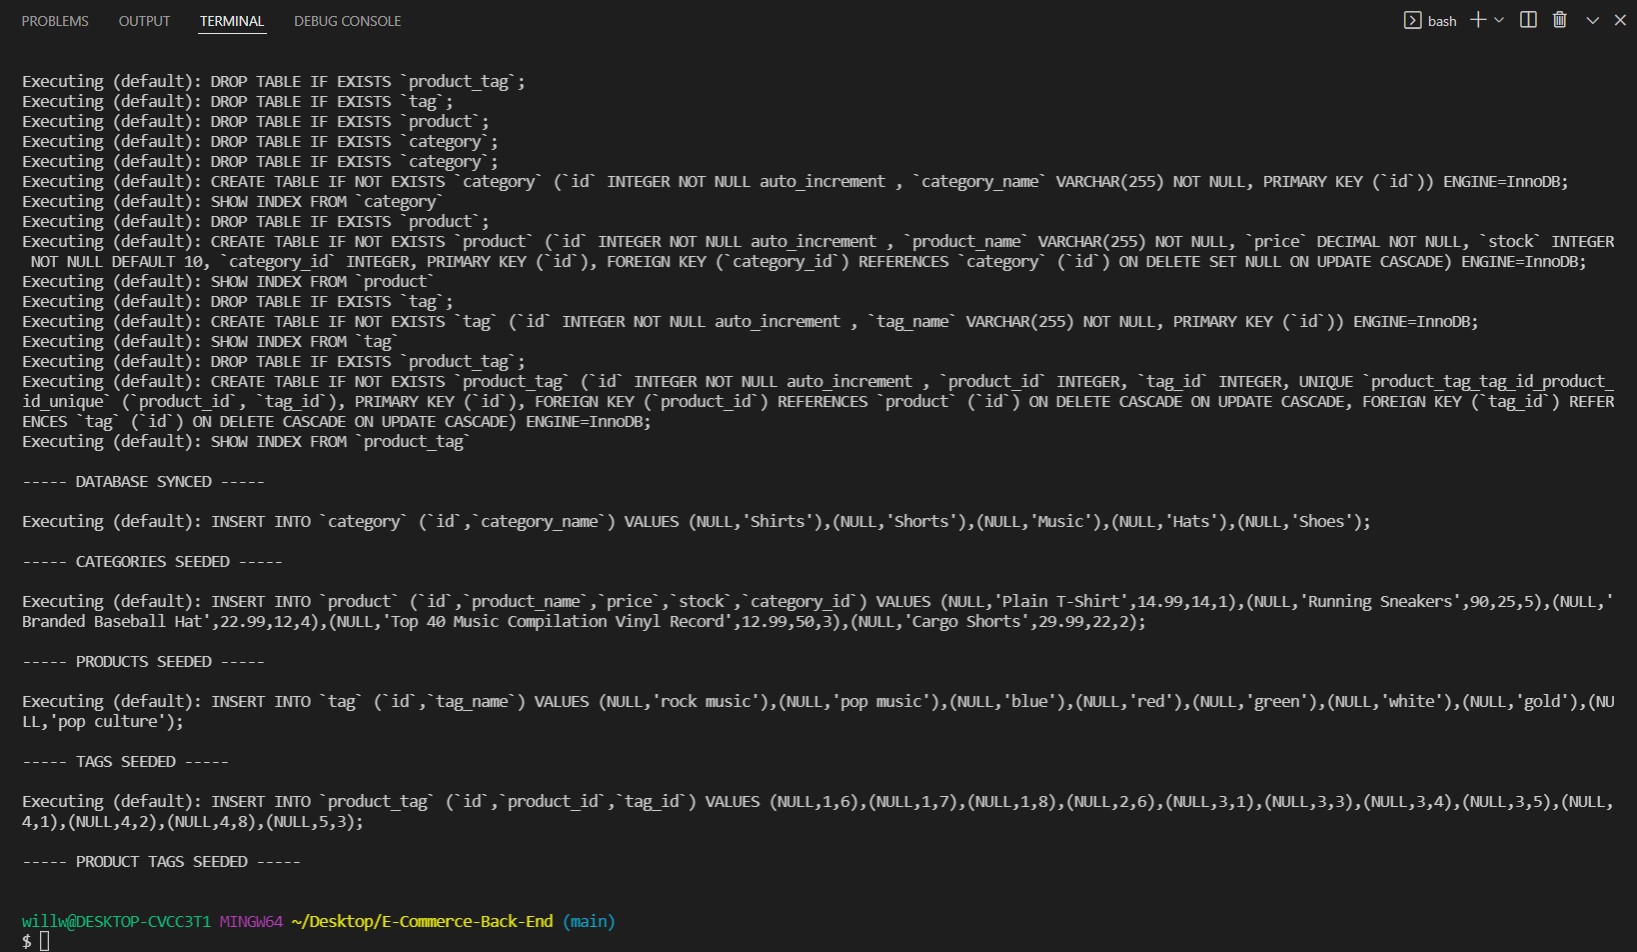 PROBLEMS OUTPUT TERMINAL DEBUG CONSOLE bash
Executing (default): DROP TABLE IF EXISTS `product_tag`;
Executing (default): DROP TABLE IF EXISTS `tag`;
Executing (default): DROP TABLE IF EXISTS `product`;
Executing (default): DROP TABLE IF EXISTS `category`;
Executing (default): DROP TABLE IF EXISTS `category`;
Executing (default): CREATE TABLE IF NOT EXISTS `category` (`id` INTEGER NOT NULL auto_increment , `category_name` VARCHAR(255) NOT NULL, PRIMARY KEY (`id`)) ENGINE=InnoDB;
Executing (default): SHOW INDEX FROM `category`
Executing (default): DROP TABLE IF EXISTS `product`;
Executing (default): CREATE TABLE IF NOT EXISTS `product` (`id` INTEGER NOT NULL auto_increment , `product_name` VARCHAR(255) NOT NULL, `price` DECIMAL NOT NULL, `stock` INTEGER
NOT NULL DEFAULT 10, `category_id` INTEGER, PRIMARY KEY (`id`), FOREIGN KEY (`category_id`) REFERENCES `category` (`id`) ON DELETE SET NULL ON UPDATE CASCADE) ENGINE=InnoDB;
Executing (default): SHOW INDEX FROM `product`
Executing (default): DROP TABLE IF EXISTS `tag`;
Executing (default): CREATE TABLE IF NOT EXISTS `tag` (`id` INTEGER NOT NULL auto_increment , `tag_name` VARCHAR(255) NOT NULL, PRIMARY KEY (`id`)) ENGINE=InnoDB;
Executing (default): SHOW INDEX FROM `tag`
Executing (default): DROP TABLE IF EXISTS `product_tag`;
Executing (default): CREATE TABLE IF NOT EXISTS `product_tag` (`id` INTEGER NOT NULL auto_increment , `product_id` INTEGER, `tag_id` INTEGER, UNIQUE `product_tag_tag_id_product_
id_unique` (`product_id`, `tag_id`), PRIMARY KEY (`id`), FOREIGN KEY (`product_id`) REFERENCES `product` (`id`) ON DELETE CASCADE ON UPDATE CASCADE, FOREIGN KEY (`tag_id`) REFER
ENCES `tag` (`id`) ON DELETE CASCADE ON UPDATE CASCADE) ENGINE=InnoDB;
Executing (default): SHOW INDEX FROM `product_tag`
----- DATABASE SYNCED -----
Executing (default): INSERT INTO `category` (`id`,`category_name`) VALUES (NULL,'Shirts'),(NULL,'Shorts'),(NULL,'Music'),(NULL,'Hats'),(NULL,'Shoes');
----- CATEGORIES SEEDED -----
Executing (default): INSERT INTO `product` (`id`,`product_name`,`price`,`stock`,`category_id`) VALUES (NULL,'Plain T-Shirt',14.99,14,1),(NULL,'Running Sneakers',90,25,5),(NULL,'
Branded Baseball Hat',22.99,12,4),(NULL,'Top 40 Music Compilation Vinyl Record',12.99,50,3),(NULL,'Cargo Shorts',29.99,22,2);
----- PRODUCTS SEEDED -----
Executing (default): INSERT INTO `tag` (`id`,`tag_name`) VALUES (NULL,'rock music'),(NULL,'pop music'),(NULL,'blue'),(NULL,'red'),(NULL,'green'),(NULL,'white'),(NULL,'gold'),(NU
LL,'pop culture');
----- TAGS SEEDED -----
Executing (default): INSERT INTO `product_tag` (`id`,`product_id`,`tag_id`) VALUES (NULL,1,6),(NULL,1,7),(NULL,1,8),(NULL,2,6),(NULL,3,1),(NULL,3,3),(NULL,3,4),(NULL,3,5),(NULL,
4,1),(NULL,4,2),(NULL,4,8),(NULL,5,3);
----- PRODUCT TAGS SEEDED -----
willw@DESKTOP-CVCC3T1 MINGW64 ~/Desktop/E-Commerce-Back-End (main)
$